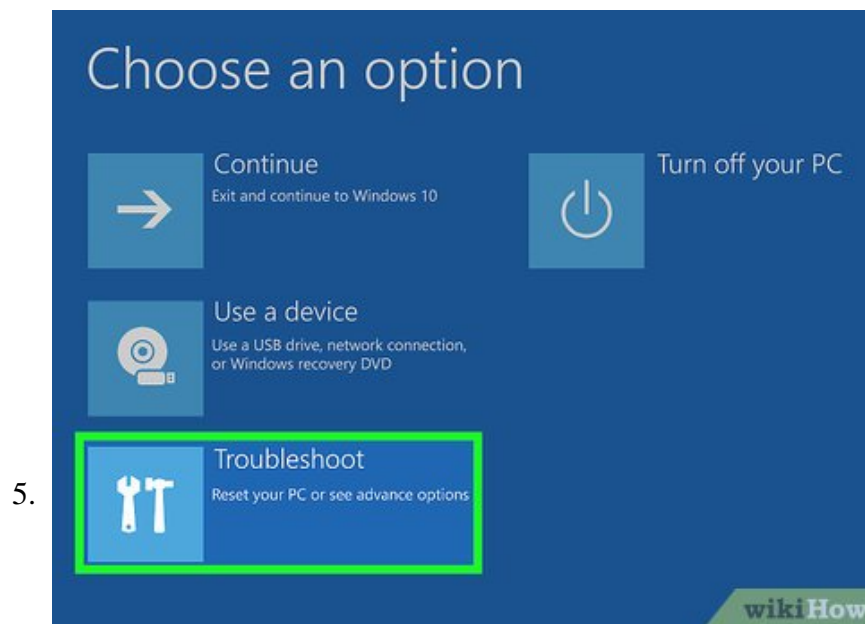 Choose an option
Continue
Exit and continue to Windows 10
Turn off your PC
Use a device
Use a USB drive, network connection,
or Windows recovery DVD
5.
Troubleshoot
Reset your PC or see advance options
wikiHow